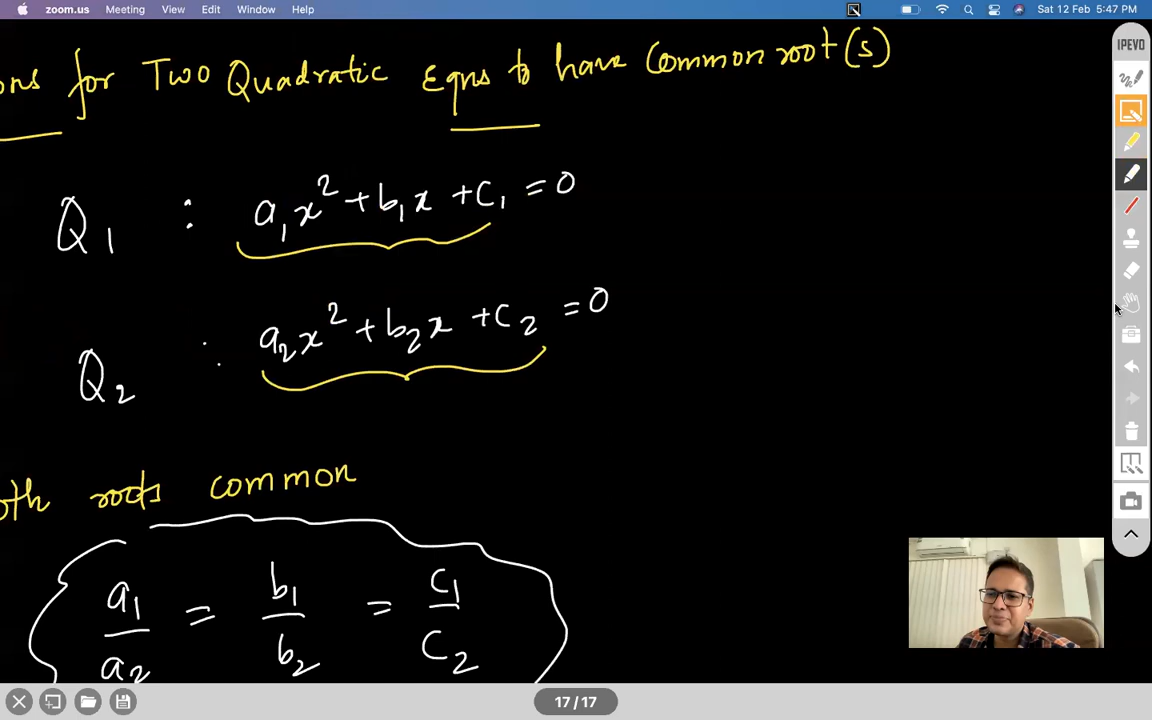 zoom.us Meeting View Edit Window Help Sat 12 Feb 5:47 PM
IPEVO
ons for Two Quadratic Eqns to have Common root(s)
Q1 : a₁x² + b₁x + c₁ = 0
Q2 : a₂x² + b₂x + c₂ = 0
oth roots common
a₁/a₂ = b₁/b₂ = c₁/c₂
17/17